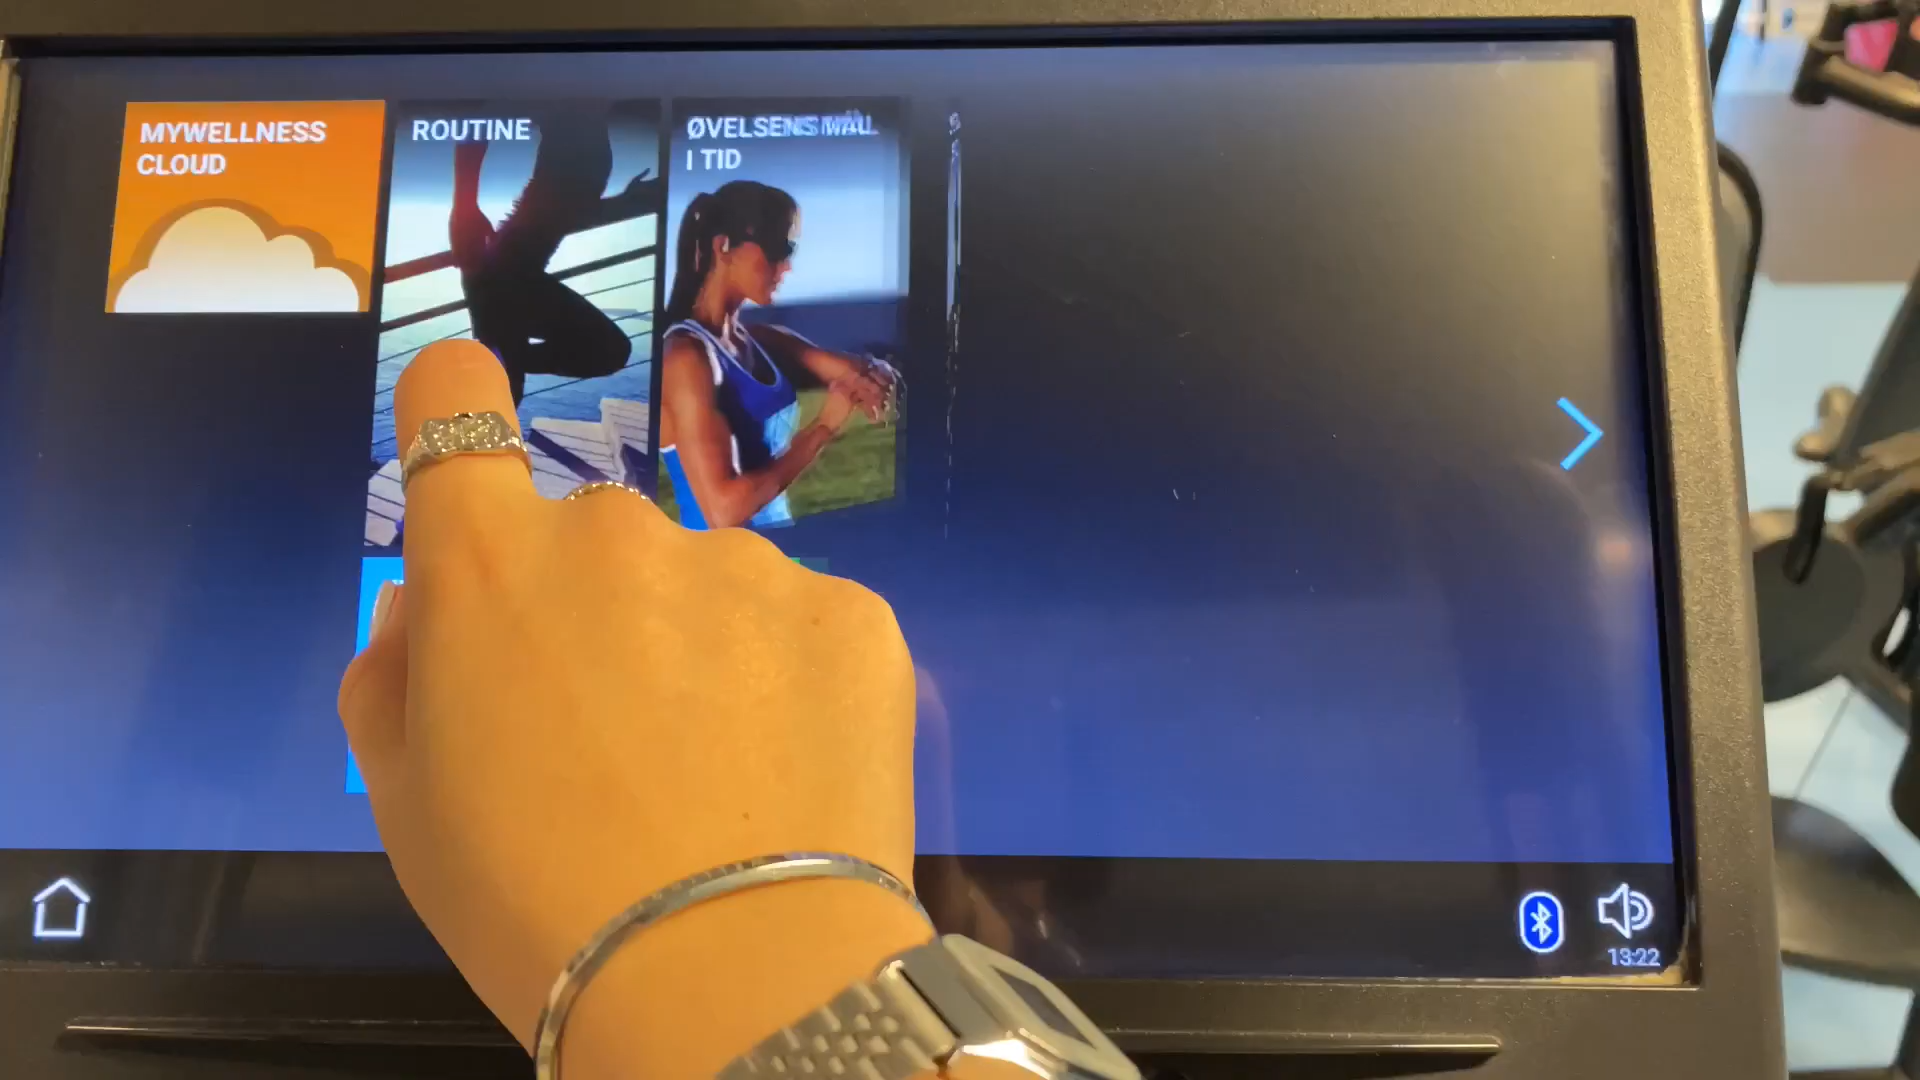 MYWELLNESS
CLOUD
ROUTINE
ØVELSENS MÅL
I TID
13:22